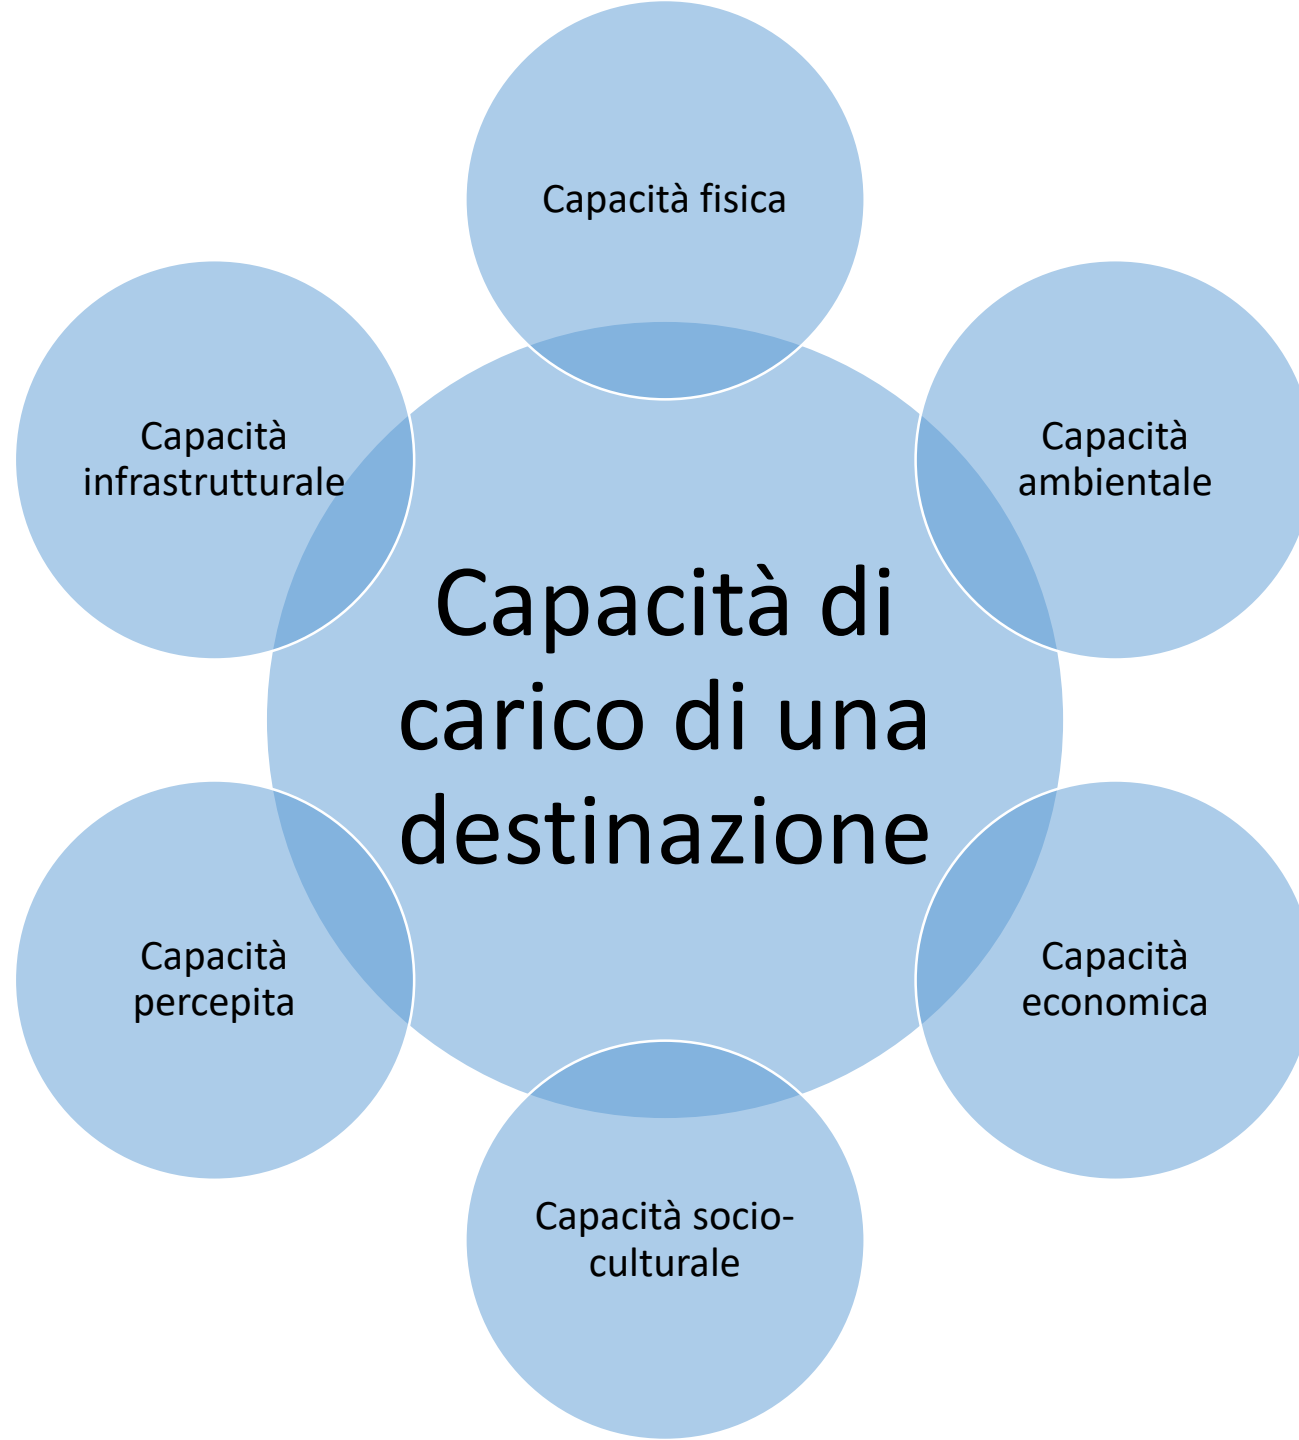 Capacità fisica
Capacità
infrastrutturale
Capacità
ambientale
Capacità di
carico di una
destinazione
Capacità
percepita
Capacità
economica
Capacità socio-
culturale